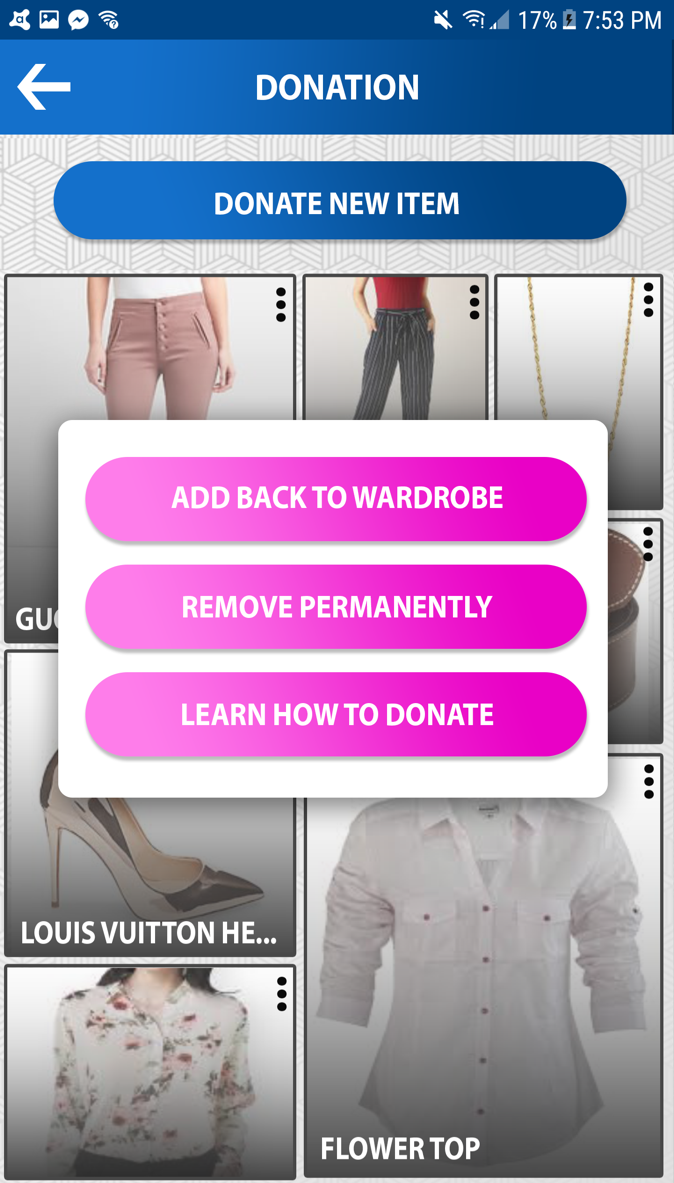 17% 7:53 PM
DONATION
DONATE NEW ITEM
ADD BACK TO WARDROBE
REMOVE PERMANENTLY
LEARN HOW TO DONATE
LOUIS VUITTON HE...
FLOWER TOP